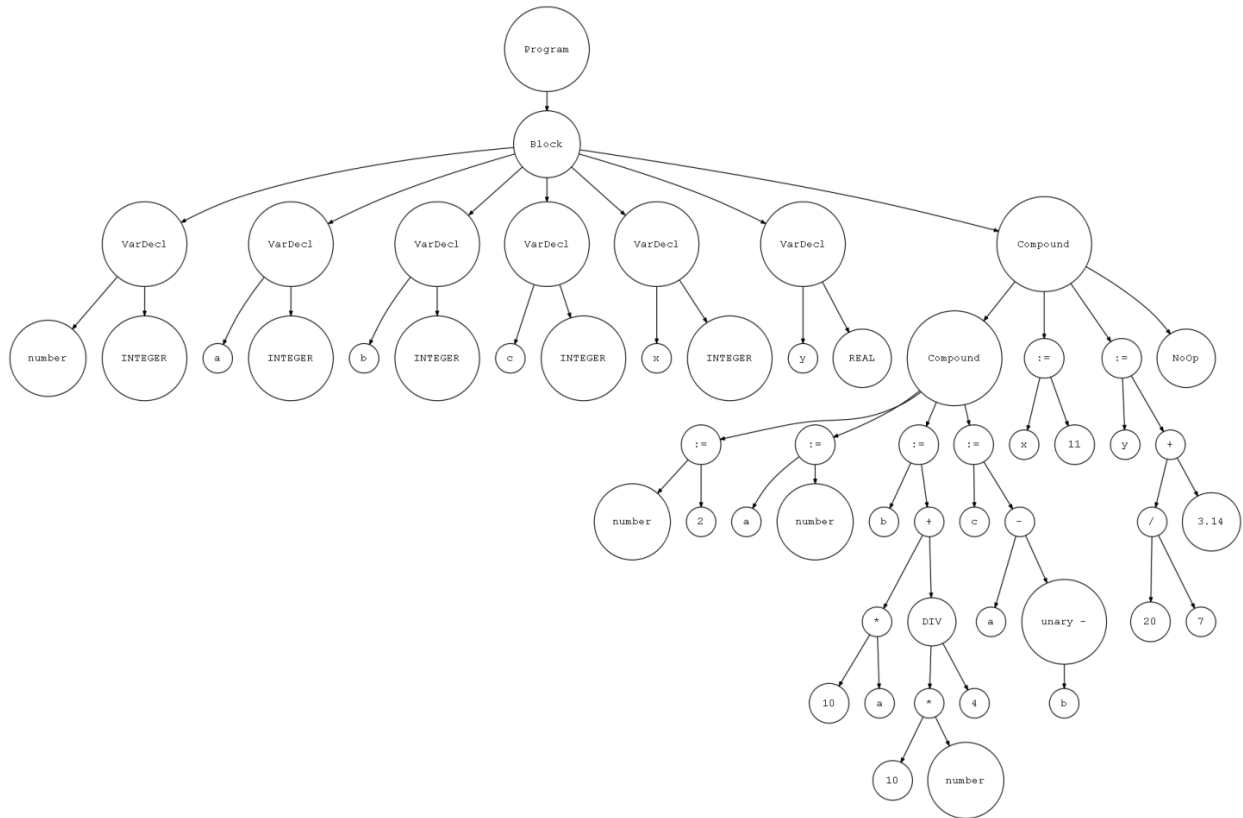 Program
Block
VarDecl VarDecl VarDecl VarDecl VarDecl VarDecl Compound
number INTEGER a INTEGER b INTEGER c INTEGER x INTEGER y REAL Compound := := NoOp
:= := := := x 11 y +
number 2 a number b + c - / 3.14
* DIV a unary - 20 7
10 a * 4 b
10 number